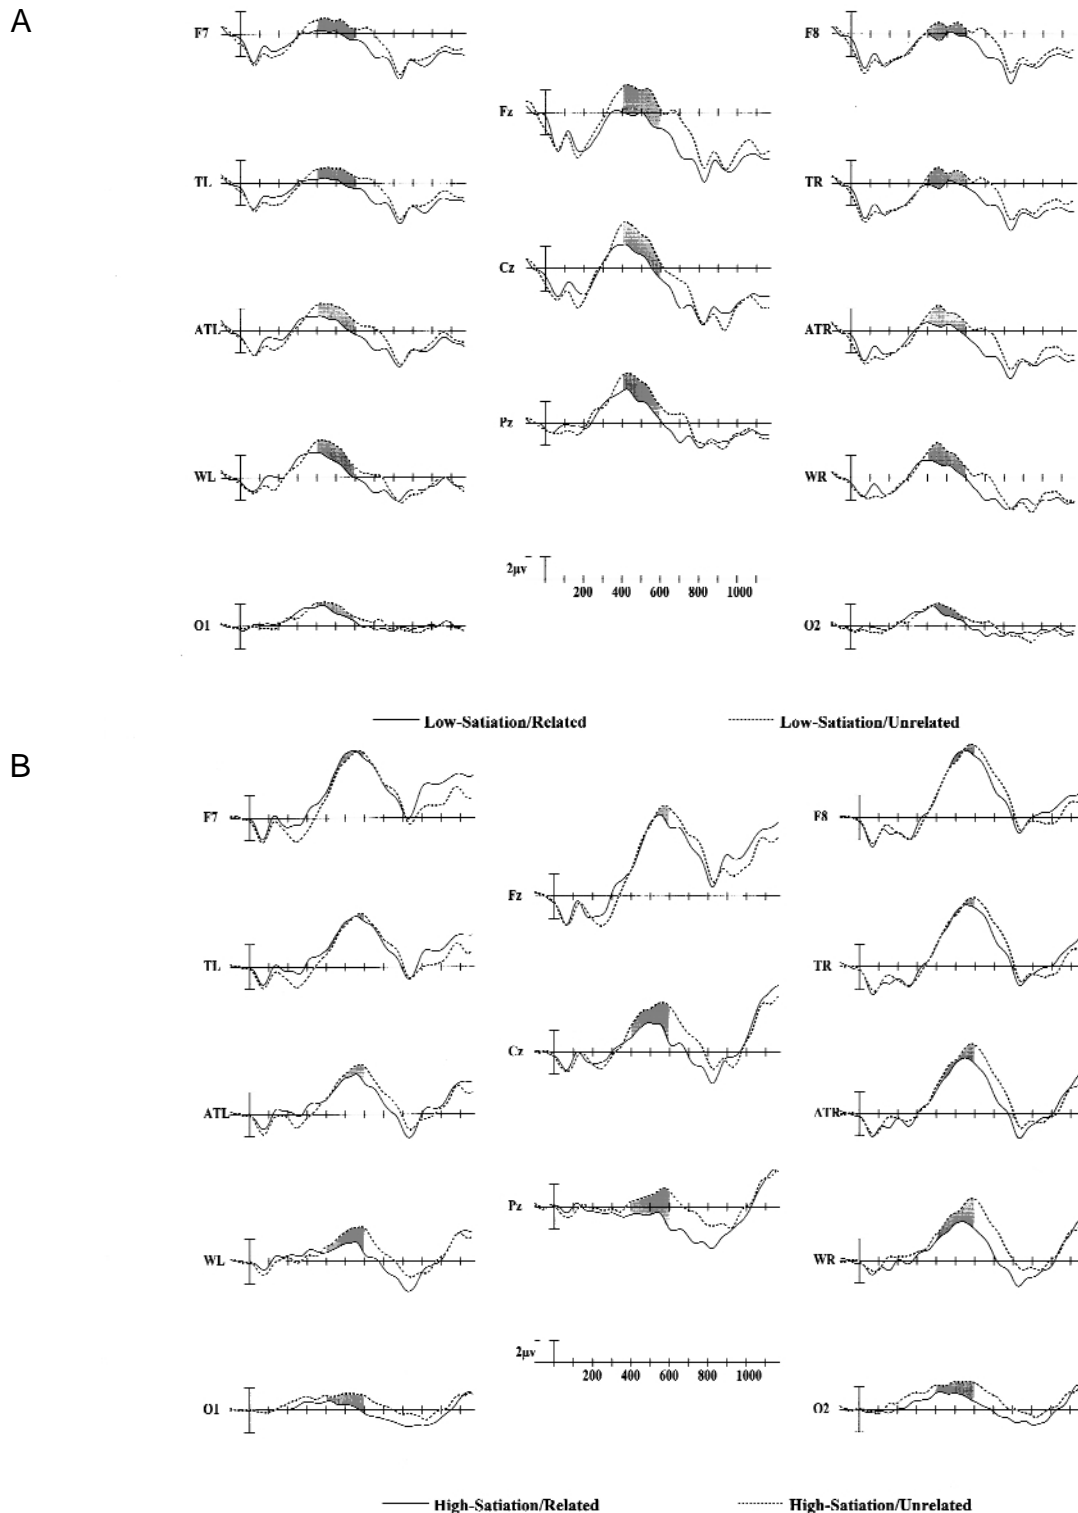 A
F7
F8
Fz
TL
TR
Cz
ATL
ATR
Pz
WL
WR
2μv
200 400 600 800 1000
O1
O2
Low-Satiation/Related
Low-Satiation/Unrelated
B
F7
F8
Fz
TL
TR
Cz
ATL
ATR
Pz
WL
WR
2μv
200 400 600 800 1000
O1
O2
High-Satiation/Related
High-Satiation/Unrelated